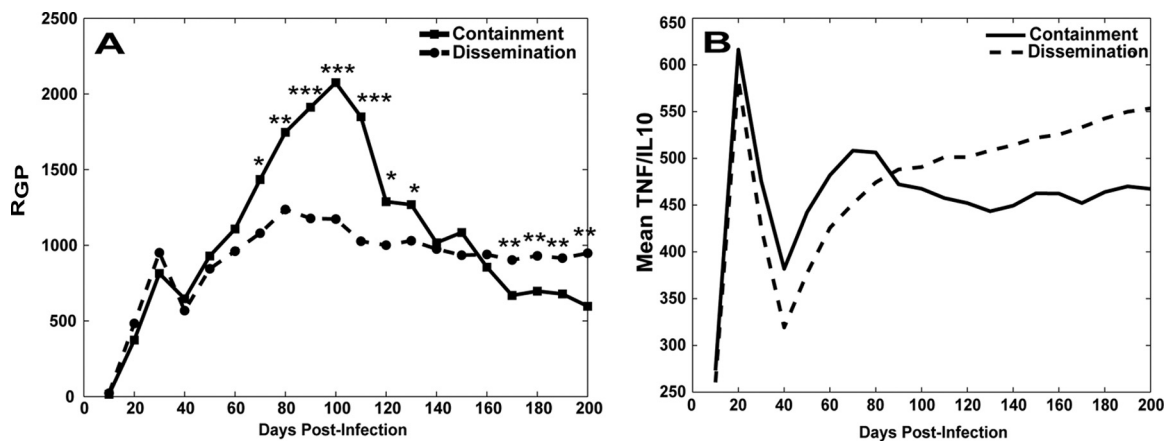 A
Containment
Dissemination
RGP
2500
2000
1500
1000
500
0
*
**
***
***
***
*
*
**
**
**
**
0 20 40 60 80 100 120 140 160 180 200
Days Post-Infection
B
Containment
Dissemination
Mean TNF/IL10
650
600
550
500
450
400
350
300
250
0 20 40 60 80 100 120 140 160 180 200
Days Post-Infection